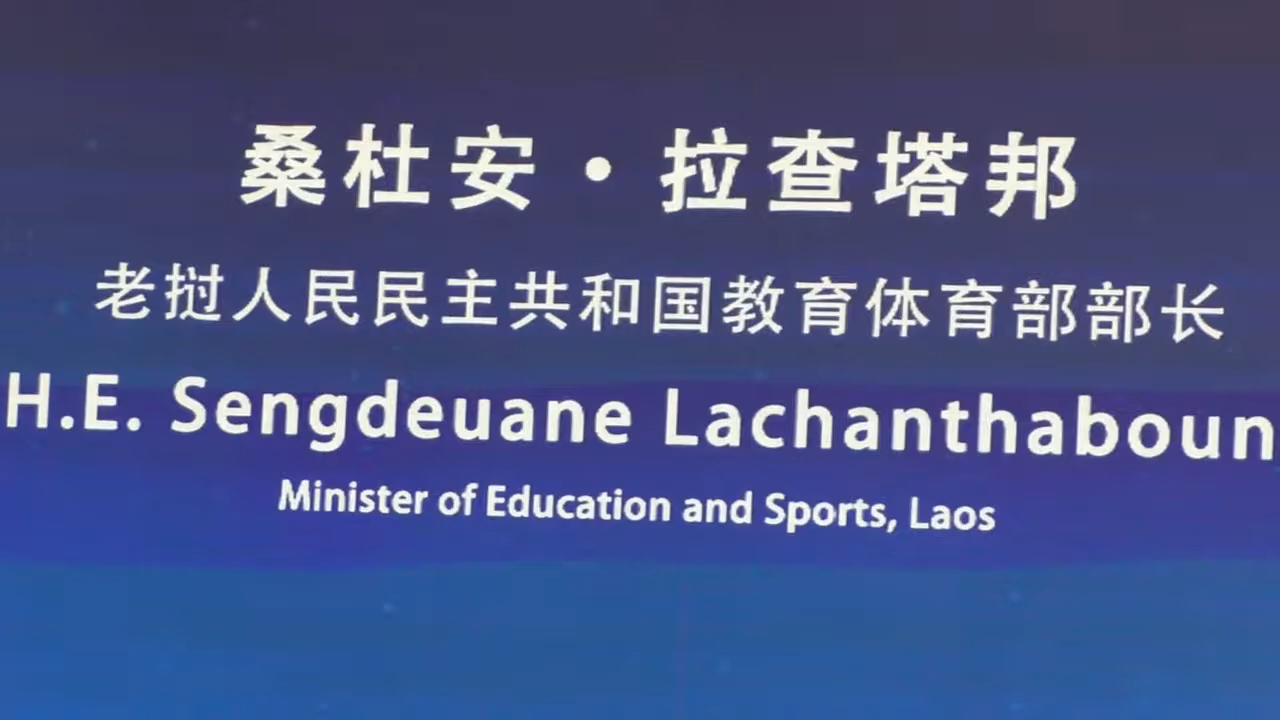 桑杜安·拉查塔邦
老挝人民民主共和国教育体育部部长
H.E. Sengdeuane Lachanthaboun
Minister of Education and Sports, Laos